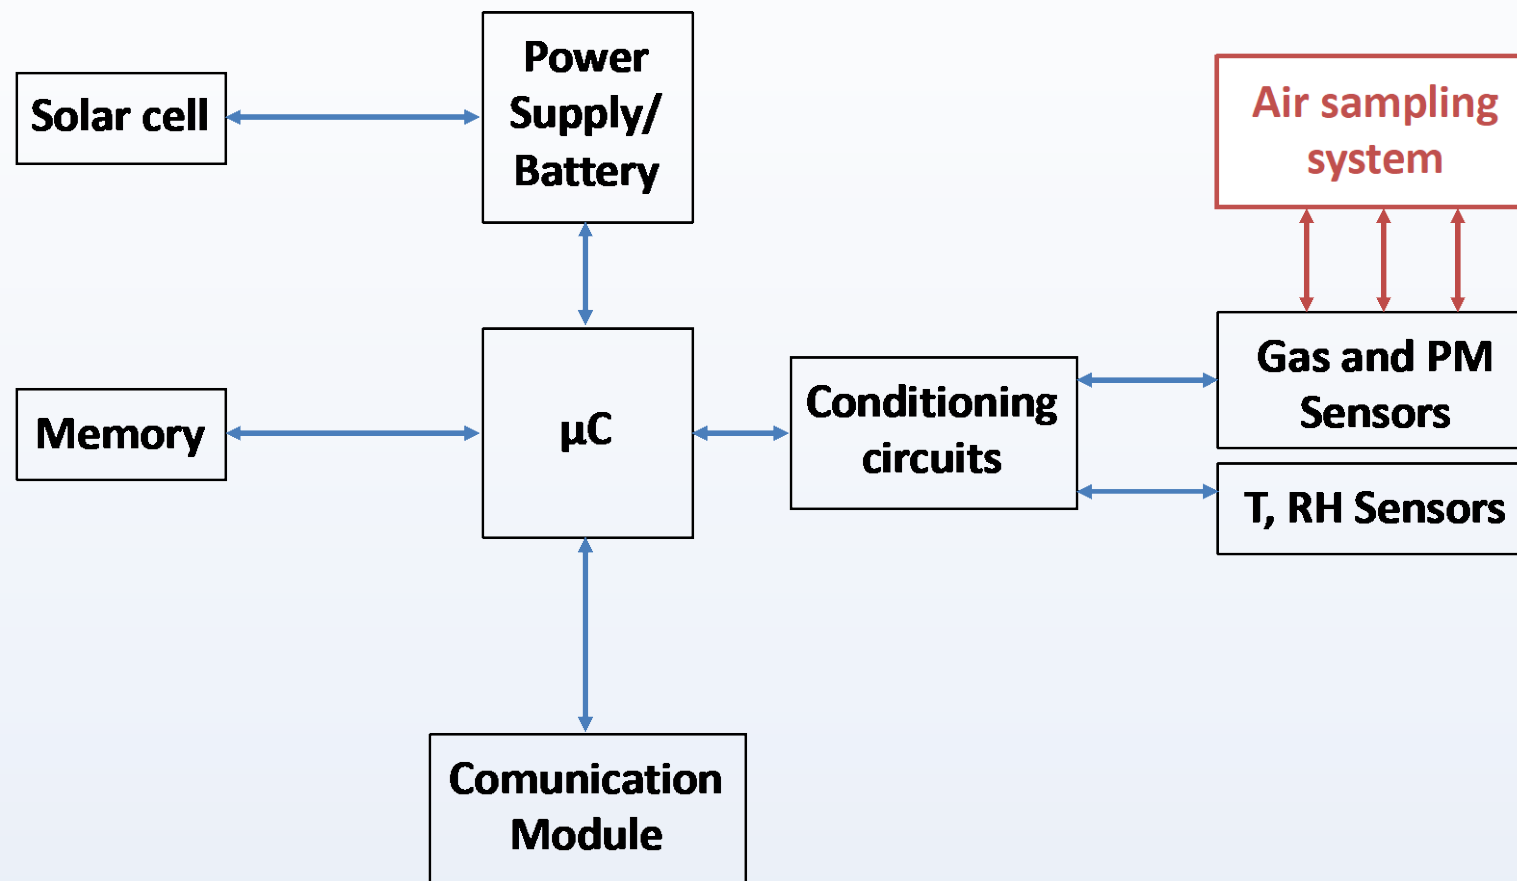 Power
Supply/
Battery
Solar cell
Air sampling
system
Gas and PM
Sensors
Memory
µC
Conditioning
circuits
T, RH Sensors
Comunication
Module